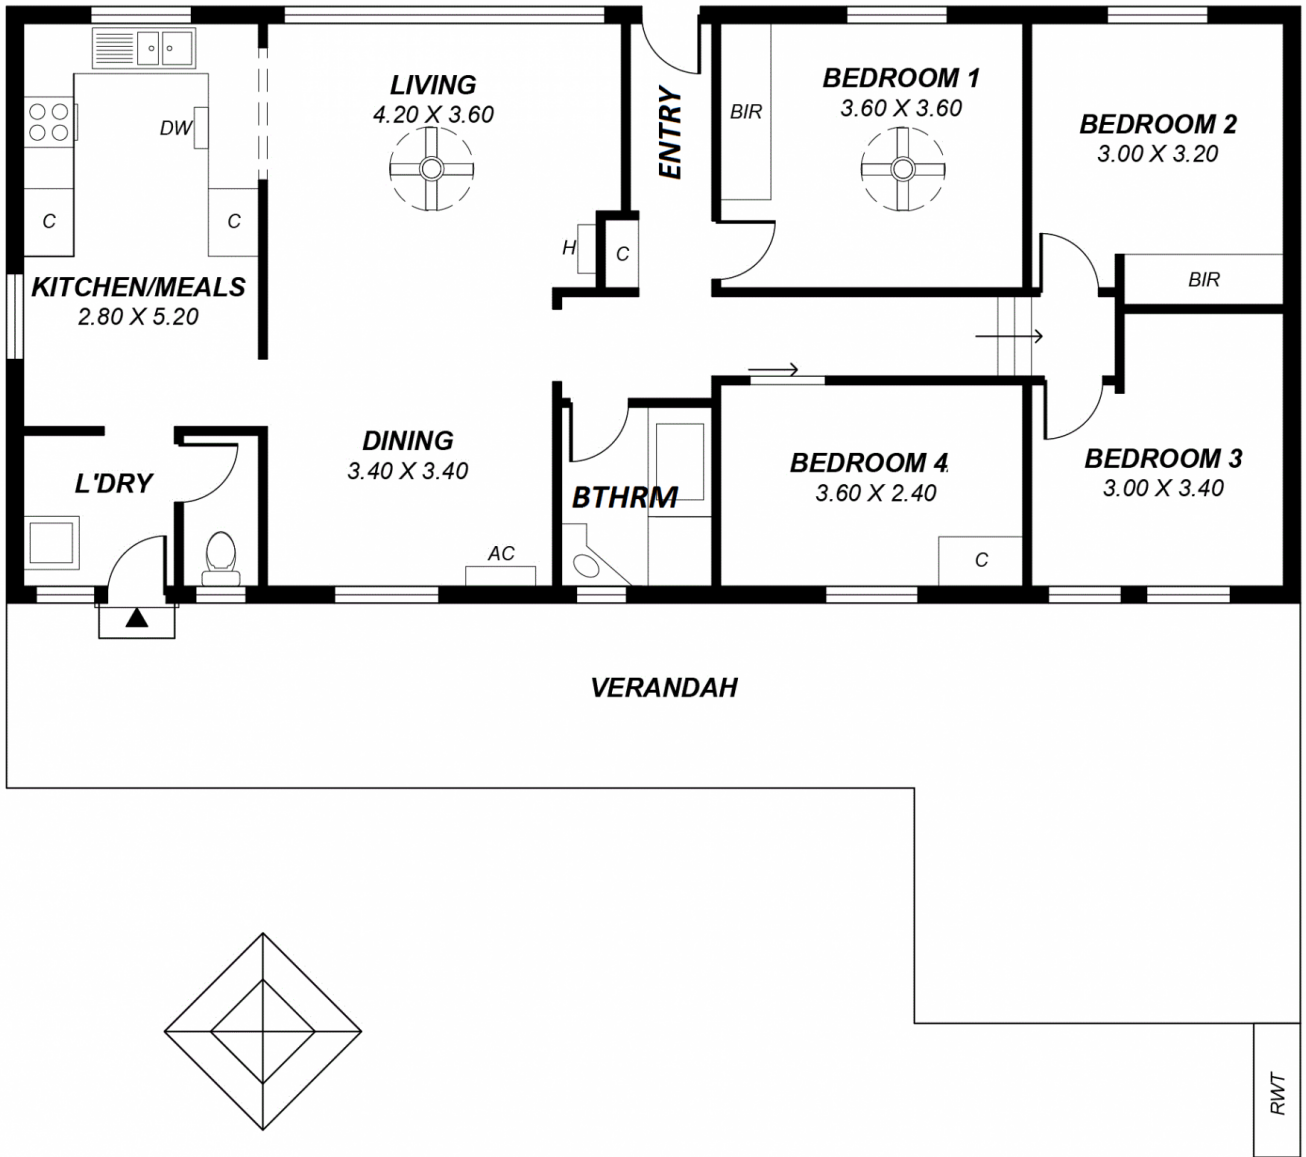 LIVING
4.20 X 3.60
ENTRY
BIR
BEDROOM 1
3.60 X 3.60
BEDROOM 2
3.00 X 3.20
DW
C
C
H
C
BIR
KITCHEN/MEALS
2.80 X 5.20
DINING
3.40 X 3.40
L'DRY
BTHRM
BEDROOM 4
3.60 X 2.40
BEDROOM 3
3.00 X 3.40
AC
C
VERANDAH
RWT